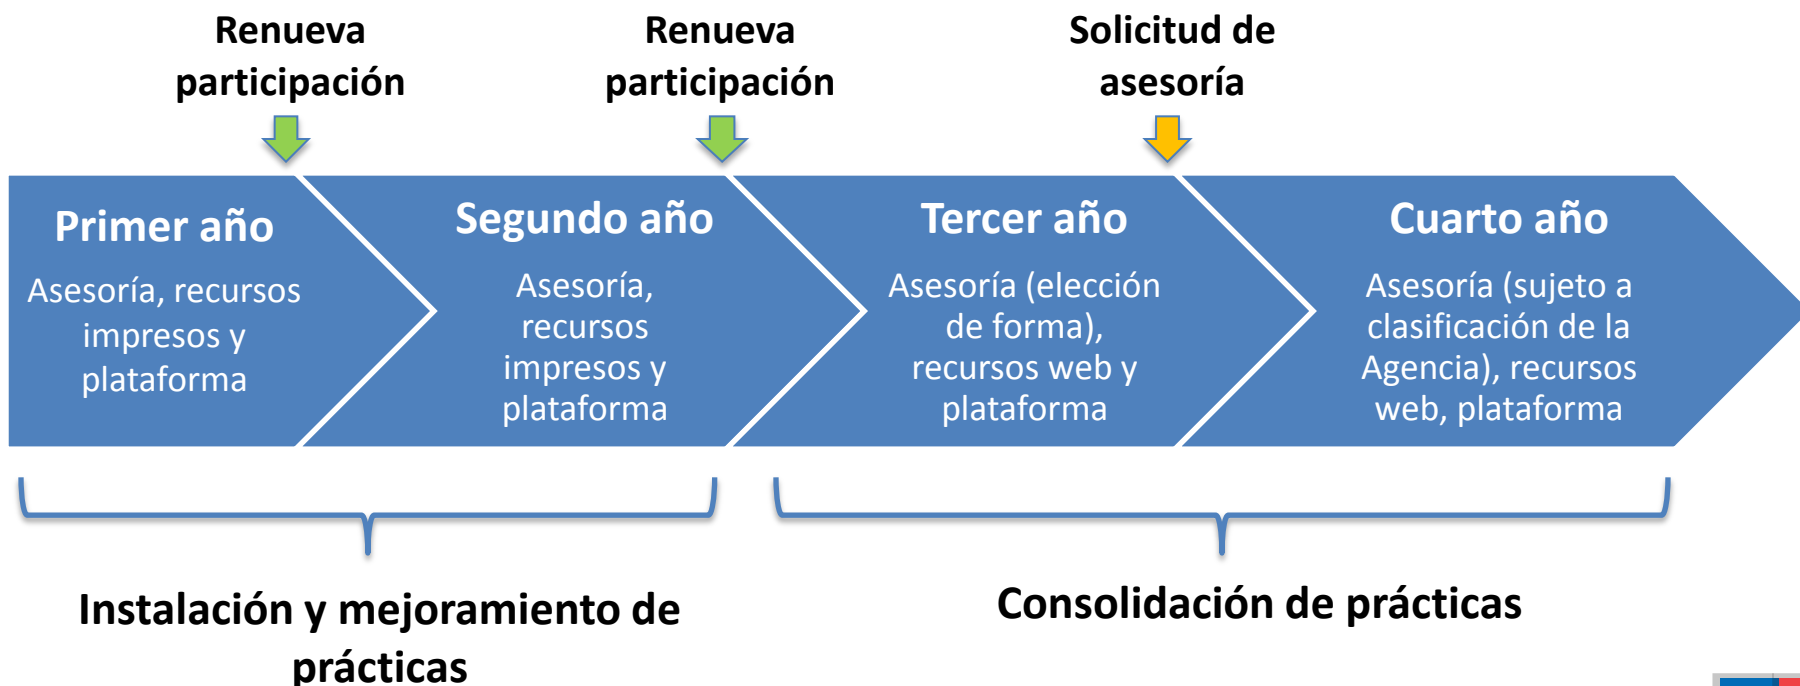 Renueva
participación
Renueva
participación
Solicitud de
asesoría
Primer año
Asesoría, recursos
impresos y
plataforma
Segundo año
Asesoría,
recursos
impresos y
plataforma
Tercer año
Asesoría (elección
de forma),
recursos web y
plataforma
Cuarto año
Asesoría (sujeto a
clasificación de la
Agencia), recursos
web, plataforma
Instalación y mejoramiento de
prácticas
Consolidación de prácticas